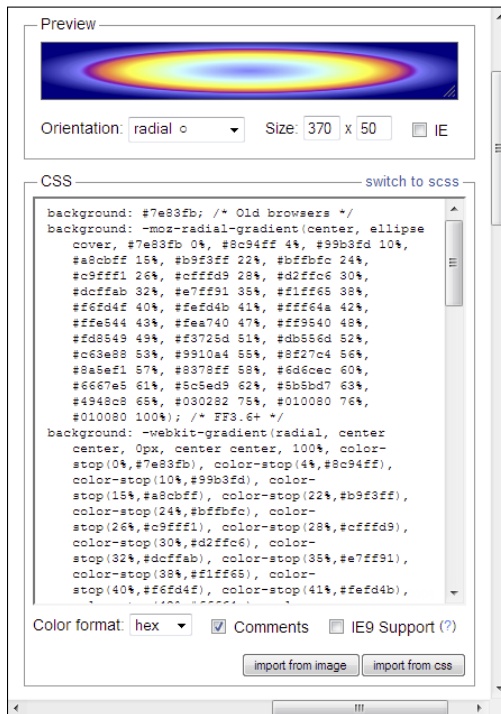 Preview
Orientation: radial ○ Size: 370 x 50 IE
CSS switch to scss
background: #7e83fb; /* Old browsers */
background: -moz-radial-gradient(center, ellipse
cover, #7e83fb 0%, #8c94ff 4%, #99b3fd 10%,
#a8cbff 15%, #b9f3ff 22%, #bffbfc 24%,
#c9fff1 26%, #cfffd9 28%, #d2ffc6 30%,
#dcffab 32%, #e7ff91 35%, #f1ff65 38%,
#f6fd4f 40%, #fefd4b 41%, #fff64a 42%,
#ffe544 43%, #fea740 47%, #ff9540 48%,
#fd8549 49%, #f3725d 51%, #db556d 52%,
#c63e88 53%, #9910a4 55%, #8f27c4 56%,
#8a5ef1 57%, #8378ff 58%, #6d6cec 60%,
#6667e5 61%, #5c5ed9 62%, #5b5bd7 63%,
#4948c8 65%, #030282 75%, #010080 76%,
#010080 100%); /* FF3.6+ */
background: -webkit-gradient(radial, center
center, 0px, center center, 100%, color-
stop(0%,#7e83fb), color-stop(4%,#8c94ff),
color-stop(10%,#99b3fd), color-
stop(15%,#a8cbff), color-stop(22%,#b9f3ff),
color-stop(24%,#bffbfc), color-
stop(26%,#c9fff1), color-stop(28%,#cfffd9),
color-stop(30%,#d2ffc6), color-
stop(32%,#dcffab), color-stop(35%,#e7ff91),
color-stop(38%,#f1ff65), color-
stop(40%,#f6fd4f), color-stop(41%,#fefd4b),
Color format: hex Comments IE9 Support (?)
import from image import from css